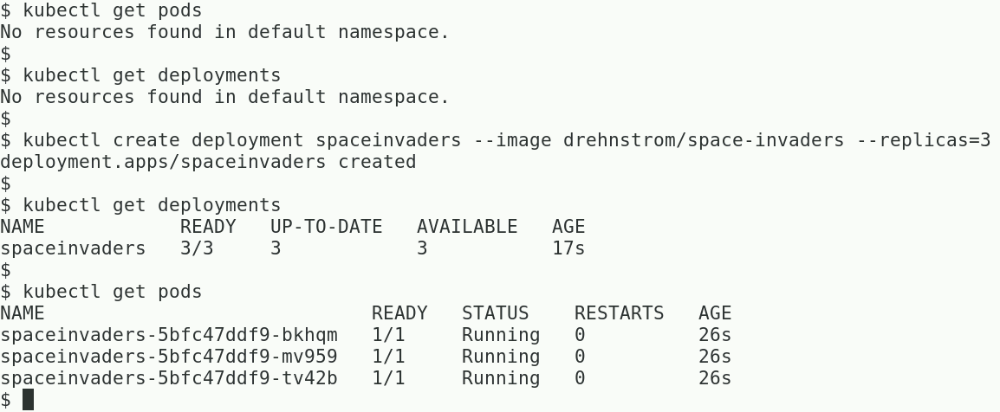 $ kubectl get pods
No resources found in default namespace.
$
$ kubectl get deployments
No resources found in default namespace.
$
$ kubectl create deployment spaceinvaders --image drehnstrom/space-invaders --replicas=3
deployment.apps/spaceinvaders created
$
$ kubectl get deployments
NAME            READY   UP-TO-DATE   AVAILABLE   AGE
spaceinvaders   3/3     3            3           17s
$
$ kubectl get pods
NAME                             READY   STATUS    RESTARTS   AGE
spaceinvaders-5bfc47ddf9-bkhqm   1/1     Running   0          26s
spaceinvaders-5bfc47ddf9-mv959   1/1     Running   0          26s
spaceinvaders-5bfc47ddf9-tv42b   1/1     Running   0          26s
$